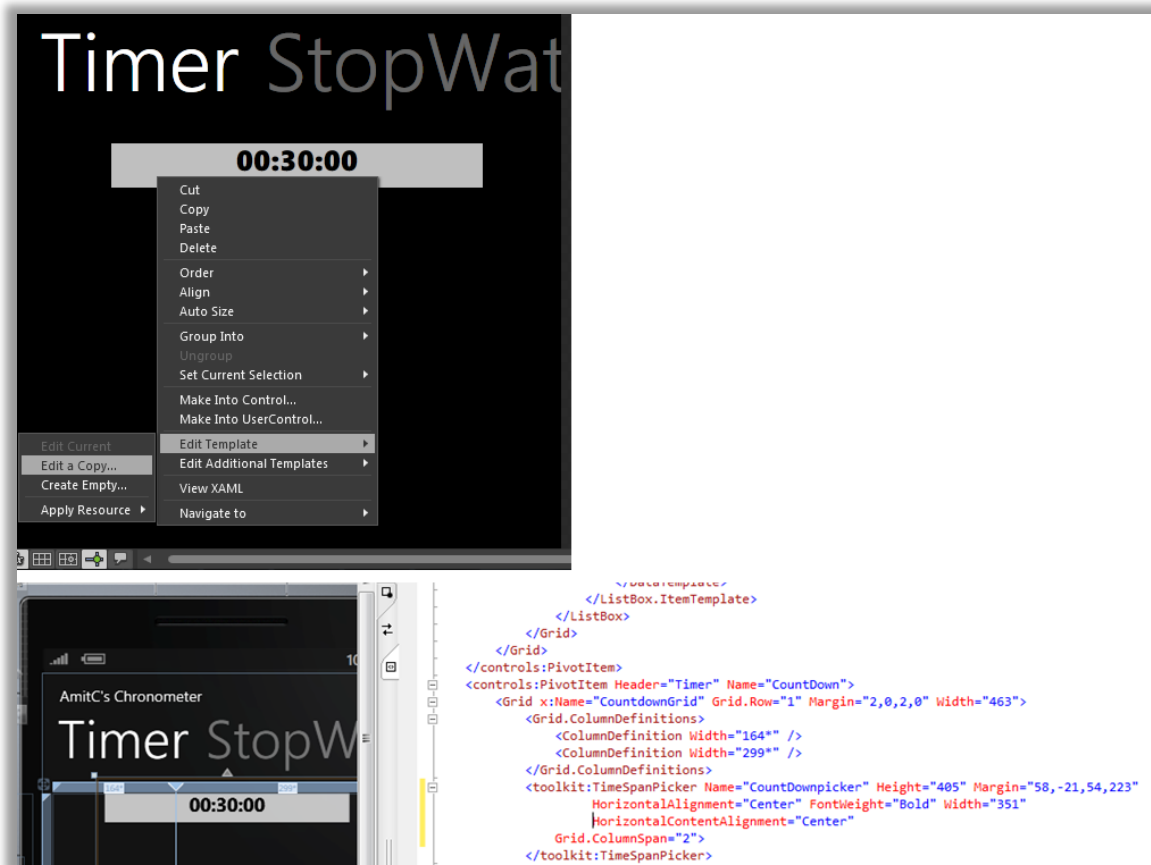 Timer StopWat
00:30:00
Cut
Copy
Paste
Delete
Order
Align
Auto Size
Group Into
Ungroup
Set Current Selection
Make Into Control...
Make Into UserControl...
Edit Template
Edit Additional Templates
View XAML
Navigate to
Edit Current
Edit a Copy...
Create Empty...
Apply Resource
10
AmitC's Chronometer
Timer StopW
164*
299*
00:30:00
</DataTemplate>
</ListBox.ItemTemplate>
</ListBox>
</Grid>
</Grid>
</controls:PivotItem>
<controls:PivotItem Header="Timer" Name="CountDown">
<Grid x:Name="CountdownGrid" Grid.Row="1" Margin="2,0,2,0" Width="463">
<Grid.ColumnDefinitions>
<ColumnDefinition Width="164*" />
<ColumnDefinition Width="299*" />
</Grid.ColumnDefinitions>
<toolkit:TimeSpanPicker Name="CountDownpicker" Height="405" Margin="58,-21,54,223"
HorizontalAlignment="Center" FontWeight="Bold" Width="351"
HorizontalContentAlignment="Center"
Grid.ColumnSpan="2">
</toolkit:TimeSpanPicker>